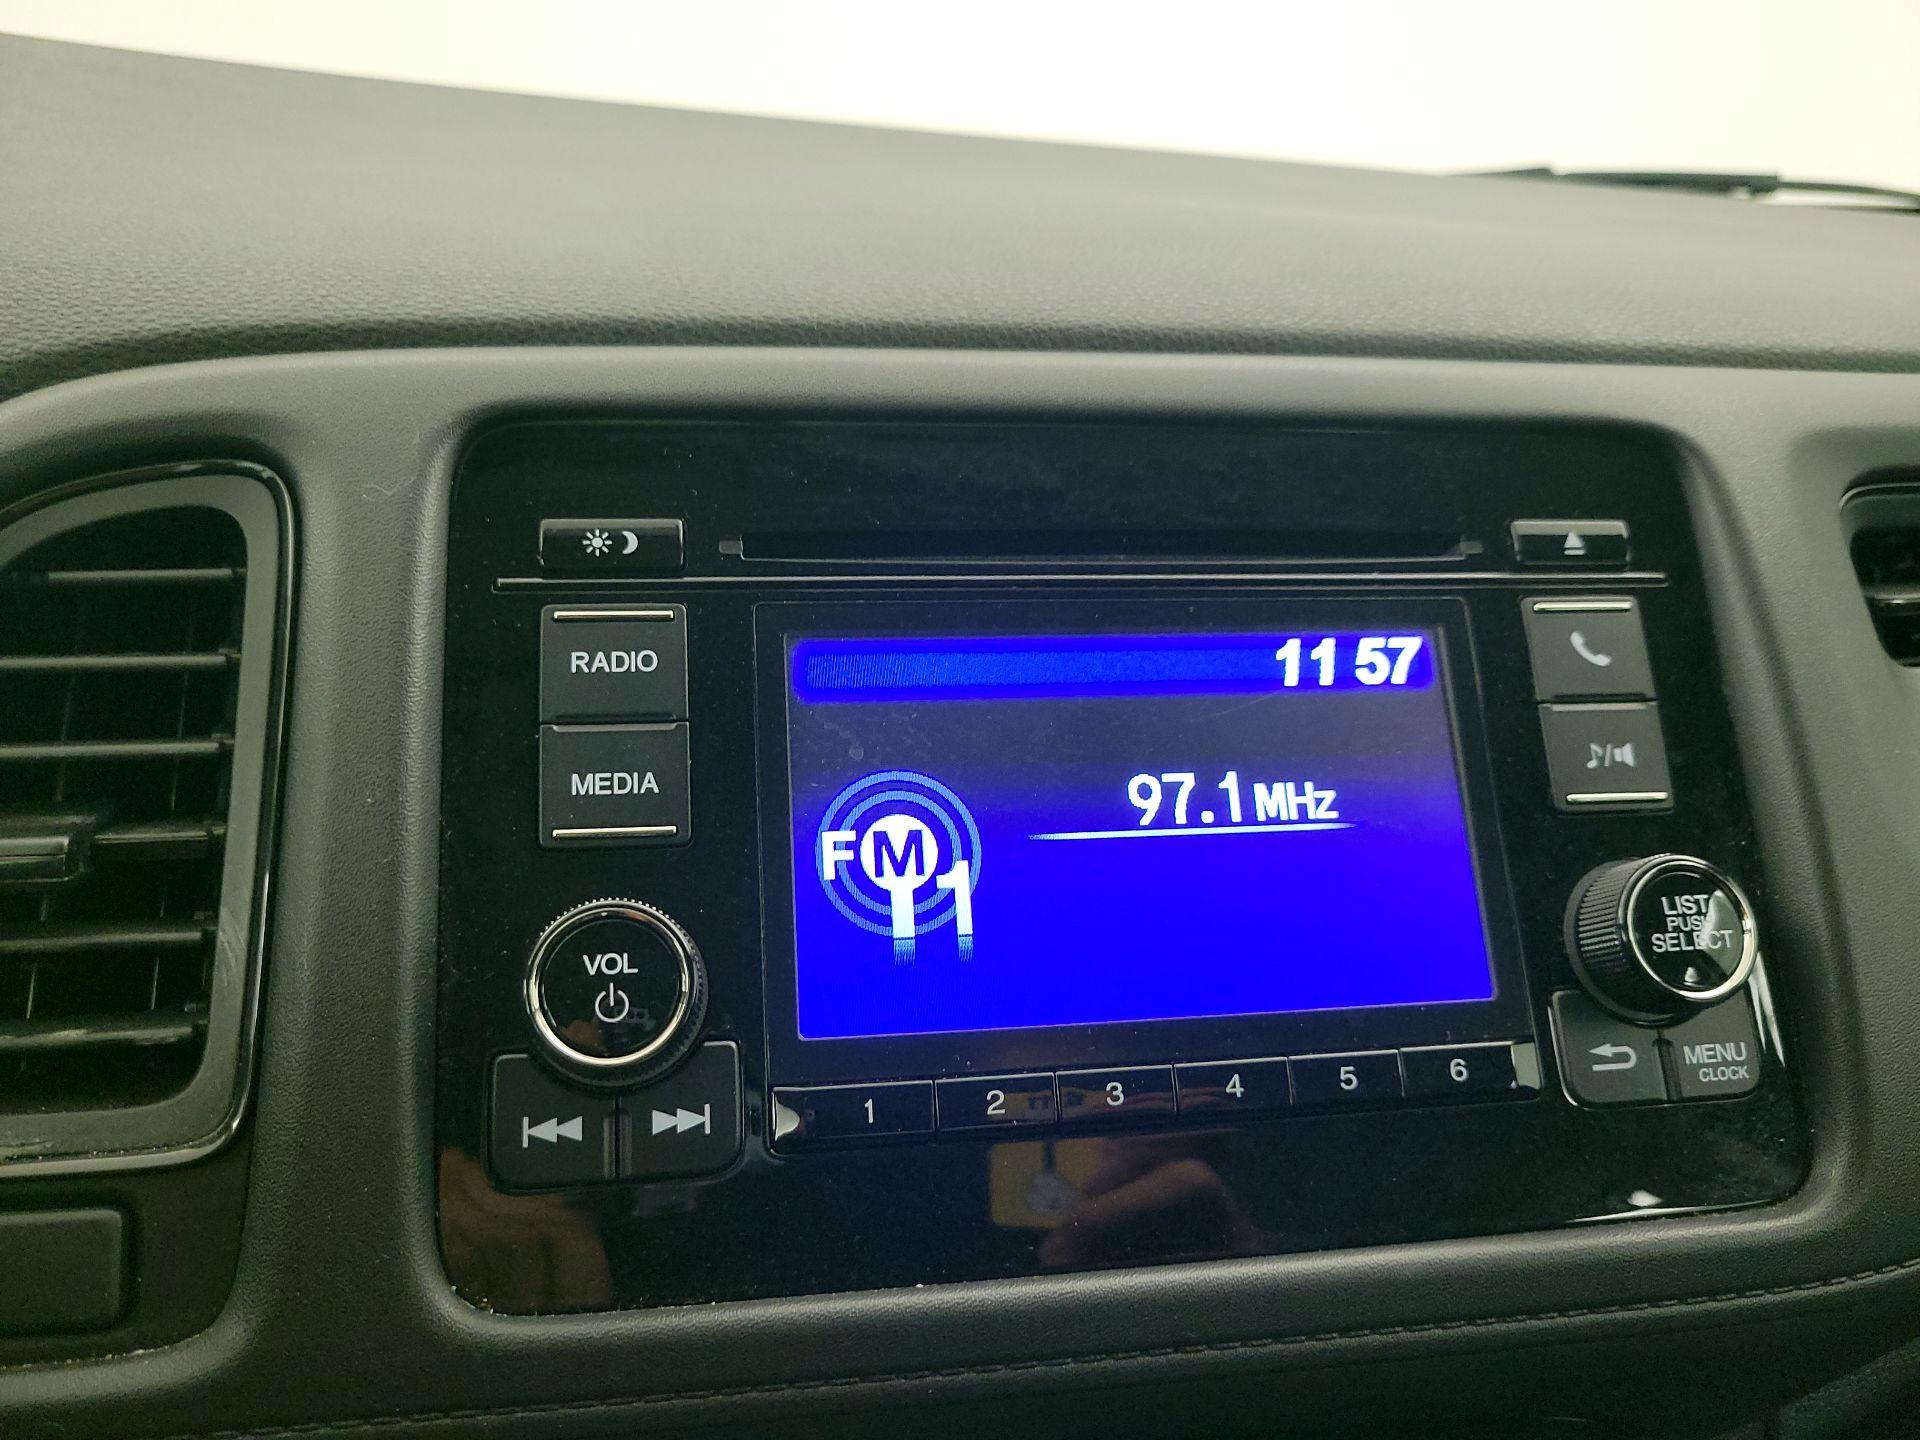 11 57
RADIO
MEDIA
97.1 MHz
FM
1
VOL
LIST
PUSH
SELECT
MENU
CLOCK
1 2 3 4 5 6